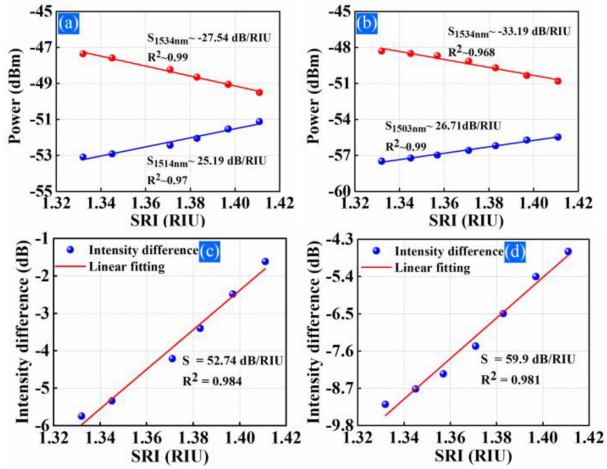 (a)
S1534nm~ -27.54 dB/RIU
R2~0.99
S1514nm~ 25.19 dB/RIU
R2~0.97
Power (dBm)
-43
-47
-51
-55
1.32 1.34 1.36 1.38 1.40 1.42
SRI (RIU)
(b)
S1534nm~ -33.19 dB/RIU
R2~0.968
S1503nm~ 26.71dB/RIU
R2~0.99
Power (dBm)
-45
-48
-51
-54
-57
-60
1.32 1.34 1.36 1.38 1.40 1.42
SRI (RIU)
(c)
Intensity difference
Linear fitting
S = 52.74 dB/RIU
R2 = 0.984
Intensity difference (dB)
-1
-2
-3
-4
-5
-6
1.32 1.34 1.36 1.38 1.40 1.42
SRI (RIU)
(d)
Intensity difference
Linear fitting
S = 59.9 dB/RIU
R2 = 0.981
Intensity difference (dB)
-4.3
-5.4
-6.5
-7.6
-8.7
-9.8
1.32 1.34 1.36 1.38 1.40 1.42
SRI (RIU)